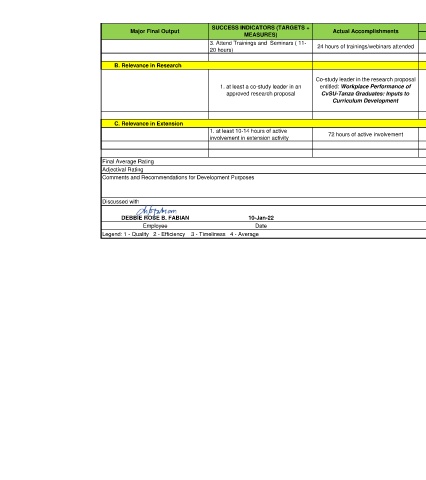 Major Final Output
SUCCESS INDICATORS (TARGETS +
MEASURES)
Actual Accomplishments
3. Attend Trainings and Seminars ( 11-
20 hours)
24 hours of trainings/webinars attended
B. Relevance in Research
1. at least a co-study leader in an
approved research proposal
Co-study leader in the research proposal
entitled: Workplace Performance of
CvSU-Tanza Graduates: Inputs to
Curriculum Development
C. Relevance in Extension
1. at least 10-14 hours of active
involvement in extension activity
72 hours of active involvement
Final Average Rating
Adjectival Rating
Comments and Recommendations for Development Purposes
Discussed with
DEBBIE ROSE B. FABIAN
10-Jan-22
Employee
Date
Legend: 1 - Quality 2 - Efficiency 3 - Timeliness 4 - Average